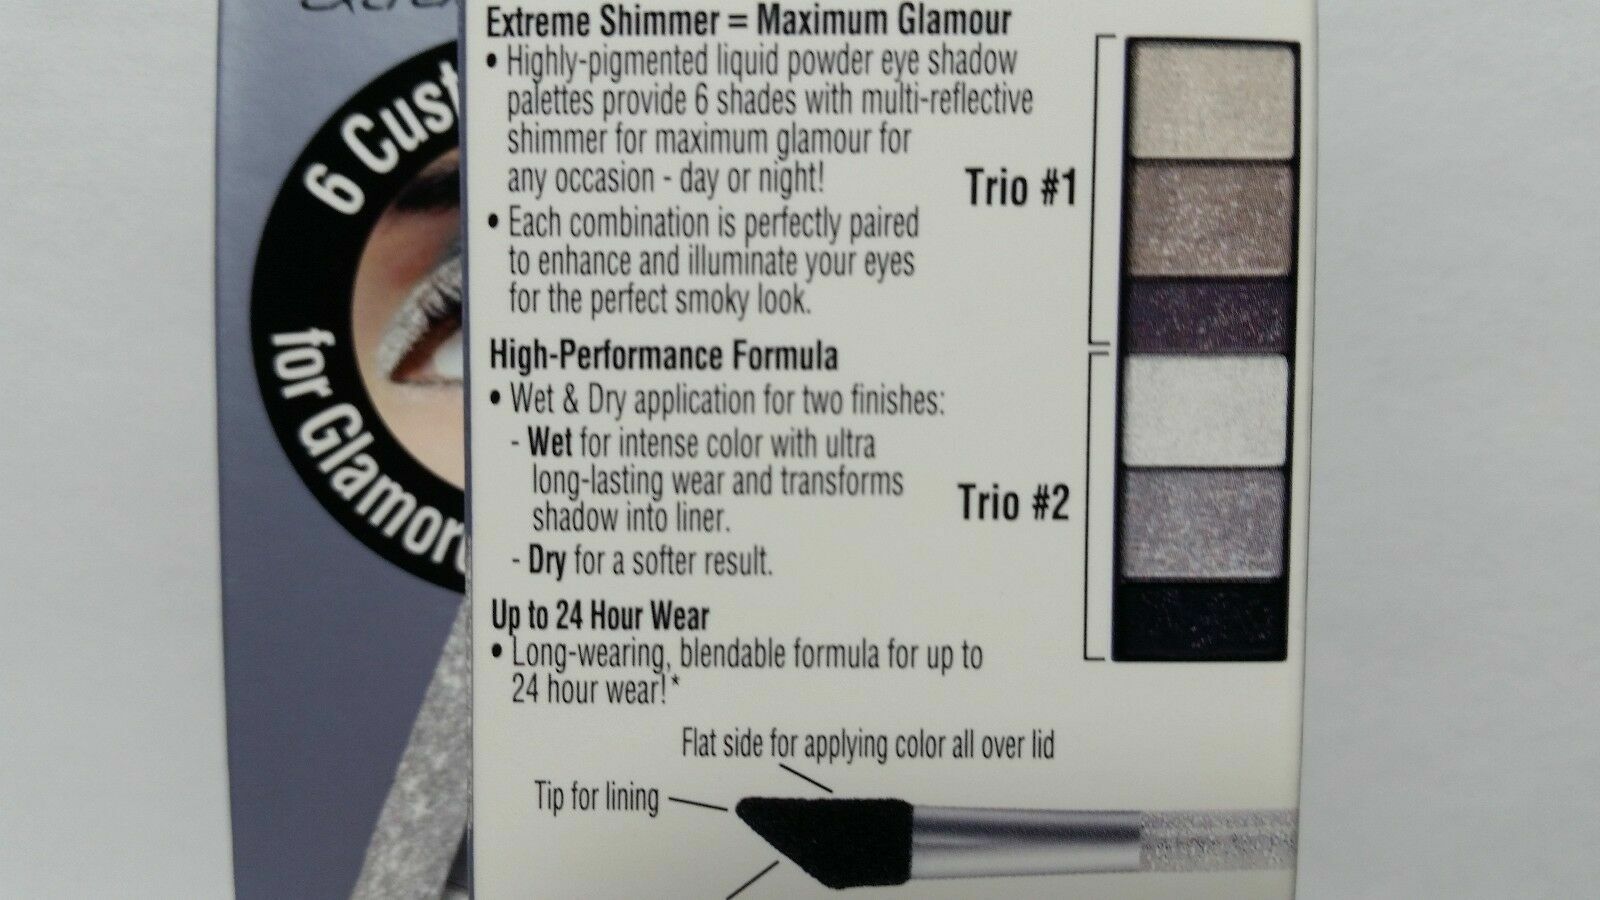 6 Cust
for Glamoro
Extreme Shimmer = Maximum Glamour
• Highly-pigmented liquid powder eye shadow
palettes provide 6 shades with multi-reflective
shimmer for maximum glamour for
any occasion - day or night!
• Each combination is perfectly paired
to enhance and illuminate your eyes
for the perfect smoky look.
High-Performance Formula
• Wet & Dry application for two finishes:
- Wet for intense color with ultra
long-lasting wear and transforms
shadow into liner.
- Dry for a softer result.
Up to 24 Hour Wear
• Long-wearing, blendable formula for up to
24 hour wear!*
Trio #1
Trio #2
Flat side for applying color all over lid
Tip for lining